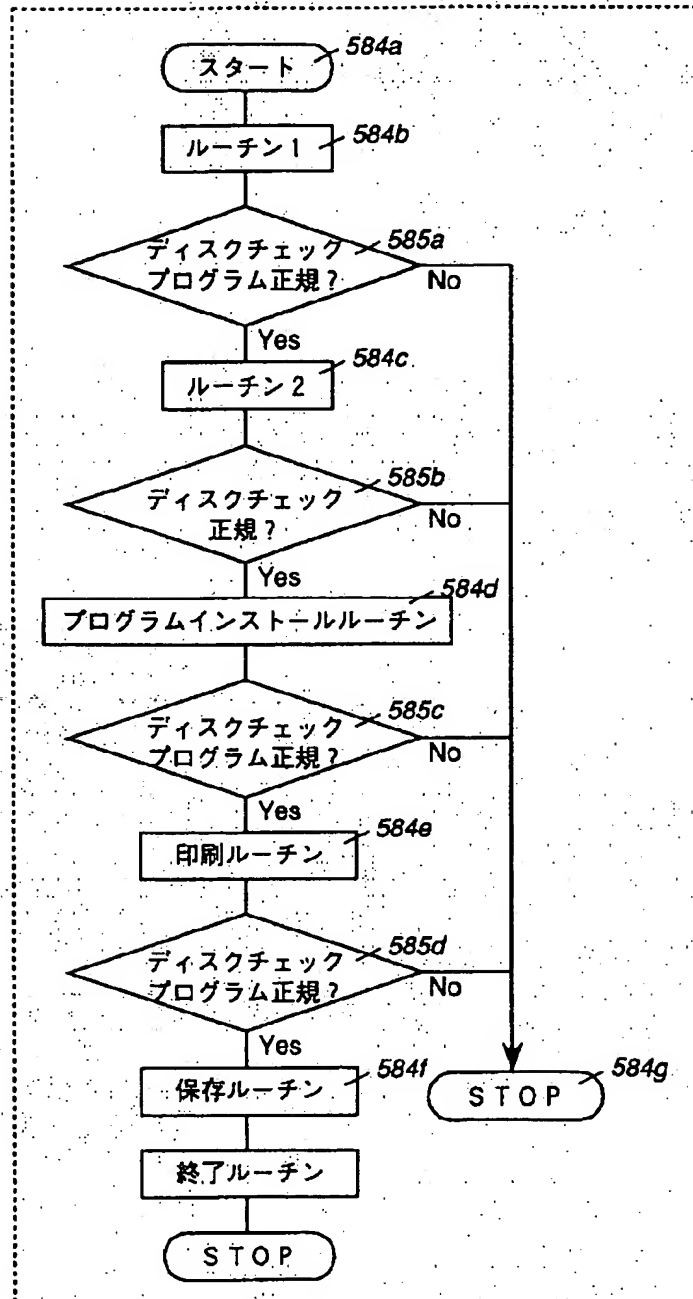 スタート
584a
ルーチン1
584b
ディスクチェック
プログラム正規?
585a
No
Yes
ルーチン2
584c
ディスクチェック
正規?
585b
No
Yes
プログラムインストールルーチン
584d
ディスクチェック
プログラム正規?
585c
No
Yes
印刷ルーチン
584e
ディスクチェック
プログラム正規?
585d
No
Yes
保存ルーチン
584f
STOP
584g
終了ルーチン
STOP